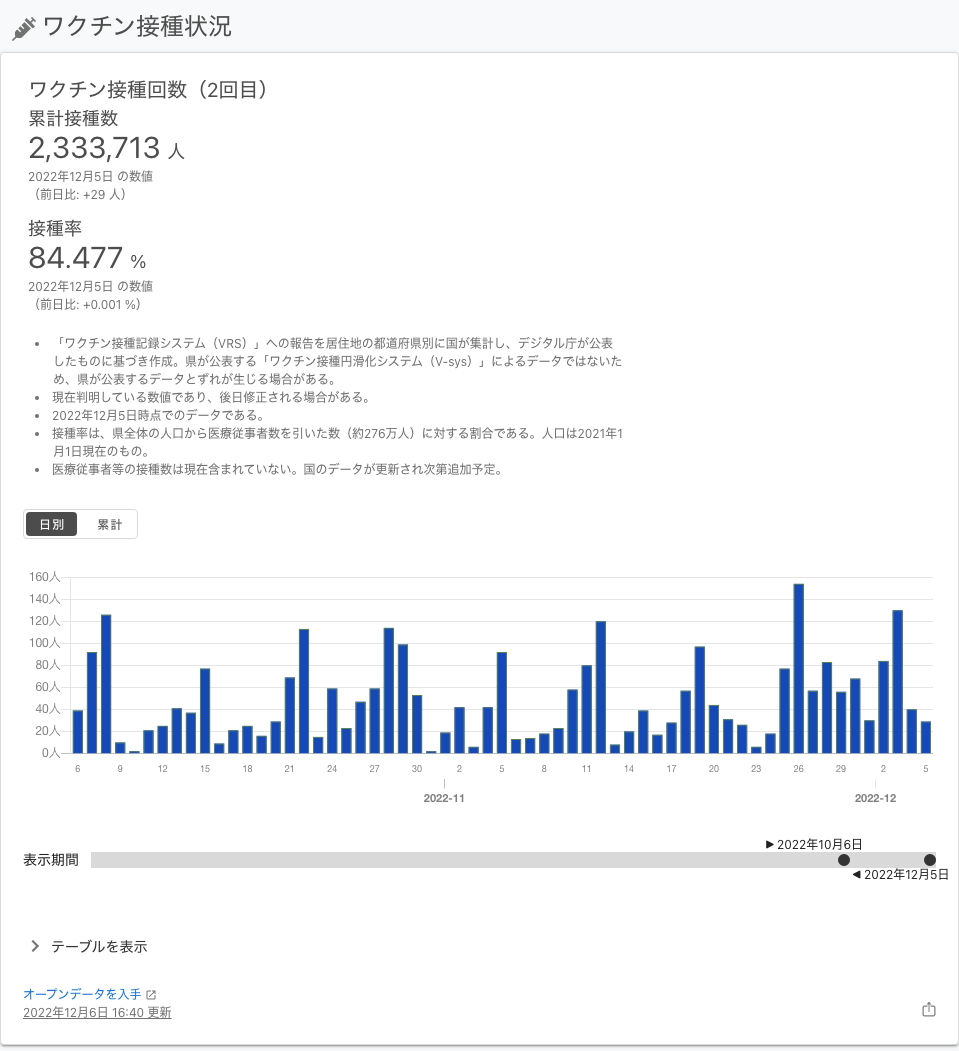 ワクチン接種状況
ワクチン接種回数（2回目）
累計接種数
2,333,713 人
2022年12月5日 の数値
（前日比: +29 人）
接種率
84.477 %
2022年12月5日 の数値
（前日比: +0.001 %）
「ワクチン接種記録システム（VRS）」への報告を居住地の都道府県別に国が集計し、デジタル庁が公表
したものに基づき作成。県が公表する「ワクチン接種円滑化システム（V-sys）」によるデータではないた
め、県が公表するデータとずれが生じる場合がある。
現在判明している数値であり、後日修正される場合がある。
2022年12月5日時点でのデータである。
接種率は、県全体の人口から医療従事者数を引いた数（約276万人）に対する割合である。人口は2021年1
月1日現在のもの。
医療従事者等の接種数は現在含まれていない。国のデータが更新され次第追加予定。
日別 累計
160人
140人
120人
100人
80人
60人
40人
20人
0人
6 9 12 15 18 21 24 27 30 2 5 8 11 14 17 20 23 26 29 2 5
2022-11 2022-12
▶ 2022年10月6日
表示期間
◀ 2022年12月5日
テーブルを表示
オープンデータを入手
2022年12月6日 16:40 更新